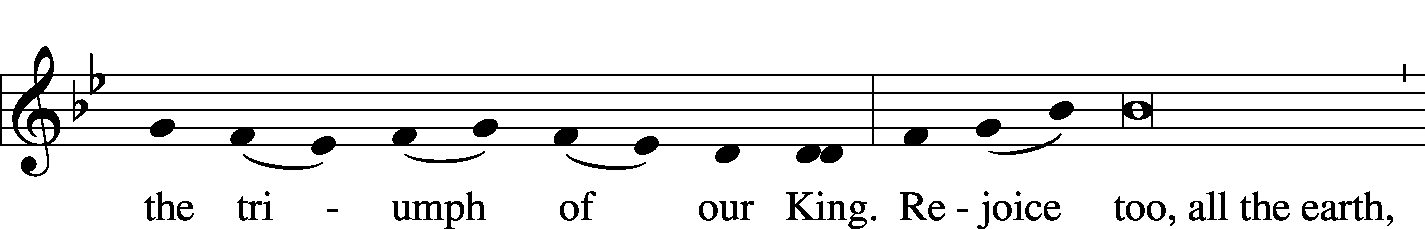 the tri - umph of our King. Re - joice too, all the earth,